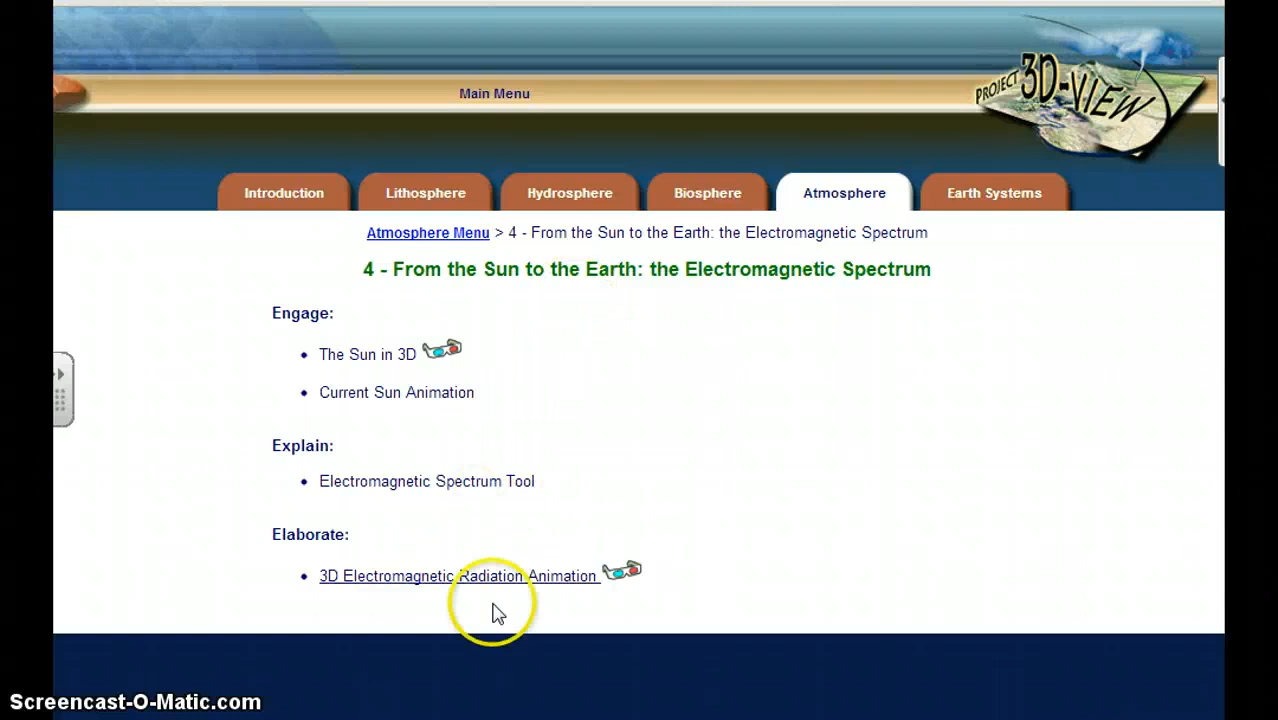 Main Menu
PROJECT 3D-VIEW
Introduction
Lithosphere
Hydrosphere
Biosphere
Atmosphere
Earth Systems
Atmosphere Menu > 4 - From the Sun to the Earth: the Electromagnetic Spectrum
4 - From the Sun to the Earth: the Electromagnetic Spectrum
Engage:
• The Sun in 3D
• Current Sun Animation
Explain:
• Electromagnetic Spectrum Tool
Elaborate:
• 3D Electromagnetic Radiation Animation
Screencast-O-Matic.com